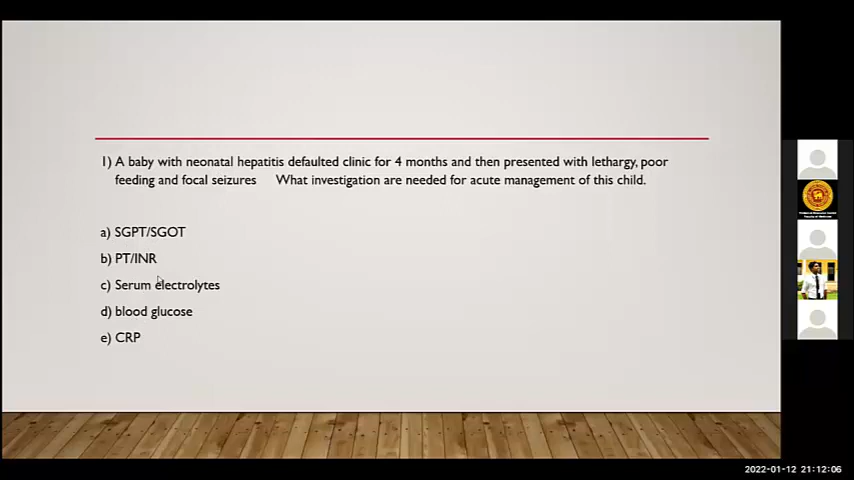 1) A baby with neonatal hepatitis defaulted clinic for 4 months and then presented with lethargy, poor
feeding and focal seizures What investigation are needed for acute management of this child.
a) SGPT/SGOT
b) PT/INR
c) Serum electrolytes
d) blood glucose
e) CRP
2022-01-12 21:12:06